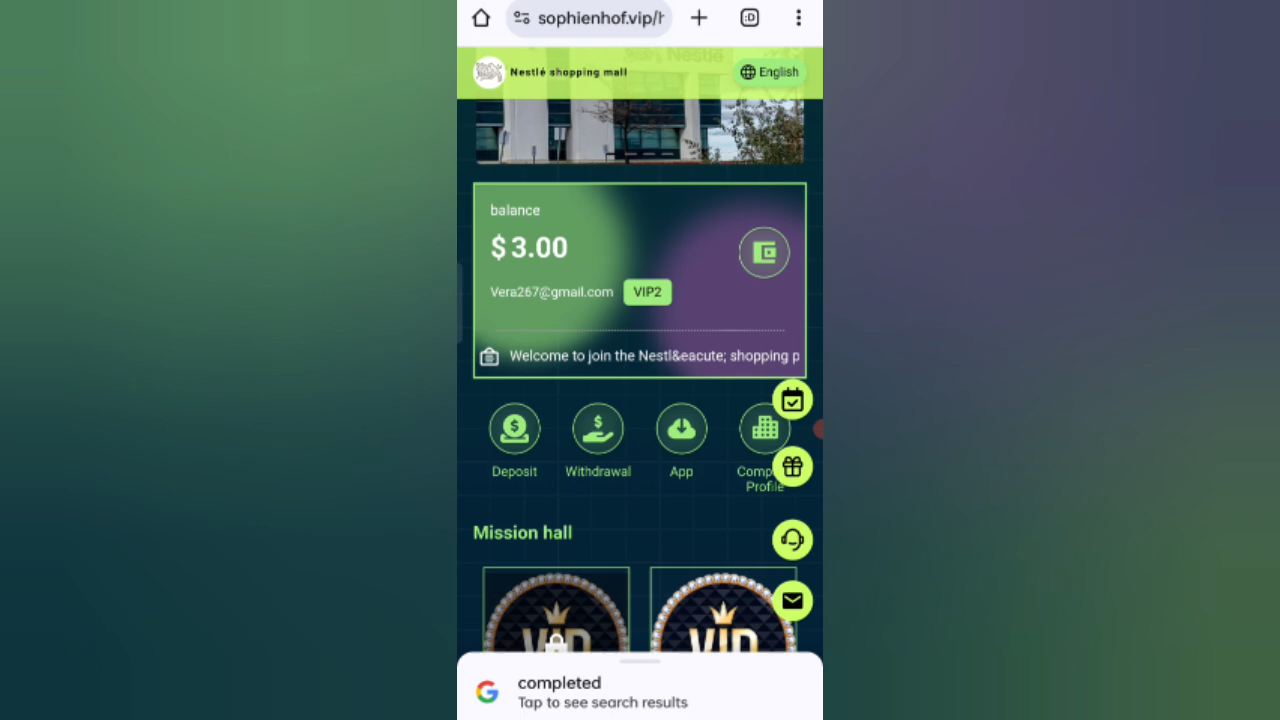 sophienhof.vip/h
:D
Nestlé
Nestlé shopping mall
English
balance
$ 3.00
Vera267@gmail.com VIP2
Welcome to join the Nestl&eacute; shopping p
Deposit Withdrawal App
Profile
Mission hall
VIP VIP
completed
Tap to see search results